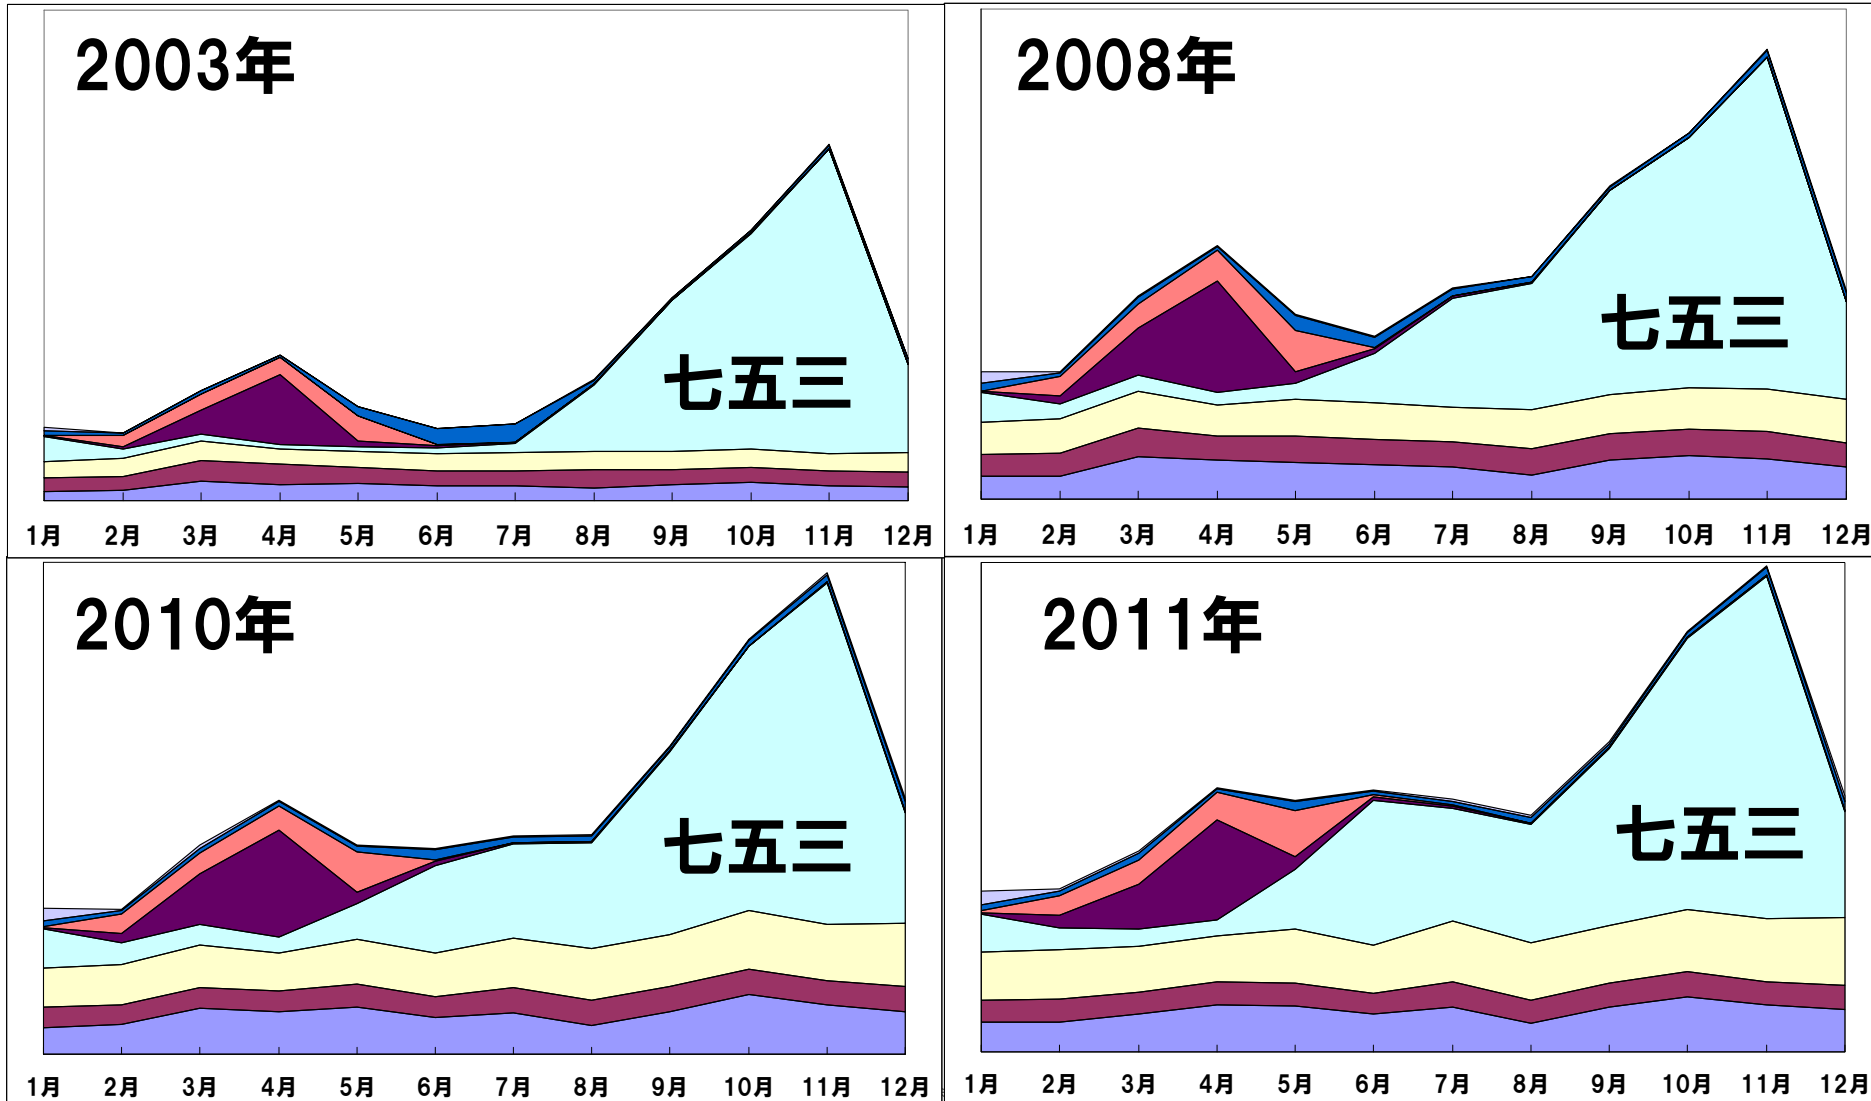 2003年
七五三
1月 2月 3月 4月 5月 6月 7月 8月 9月 10月 11月 12月
2008年
七五三
1月 2月 3月 4月 5月 6月 7月 8月 9月 10月 11月 12月
2010年
七五三
1月 2月 3月 4月 5月 6月 7月 8月 9月 10月 11月 12月
2011年
七五三
1月 2月 3月 4月 5月 6月 7月 8月 9月 10月 11月 12月